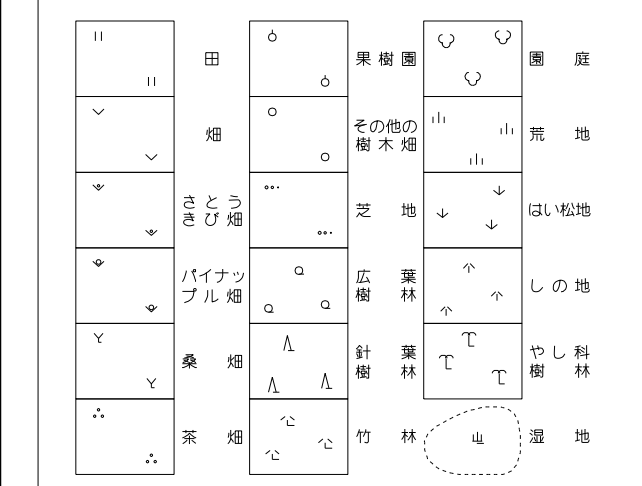 田
畑
さとう
きび畑
パイナッ
プル畑
桑畑
茶畑
果樹園
その他の
樹木畑
芝地
広葉
樹林
針葉
樹林
竹林
園庭
荒地
はい松地
しの地
やし科
樹林
湿地